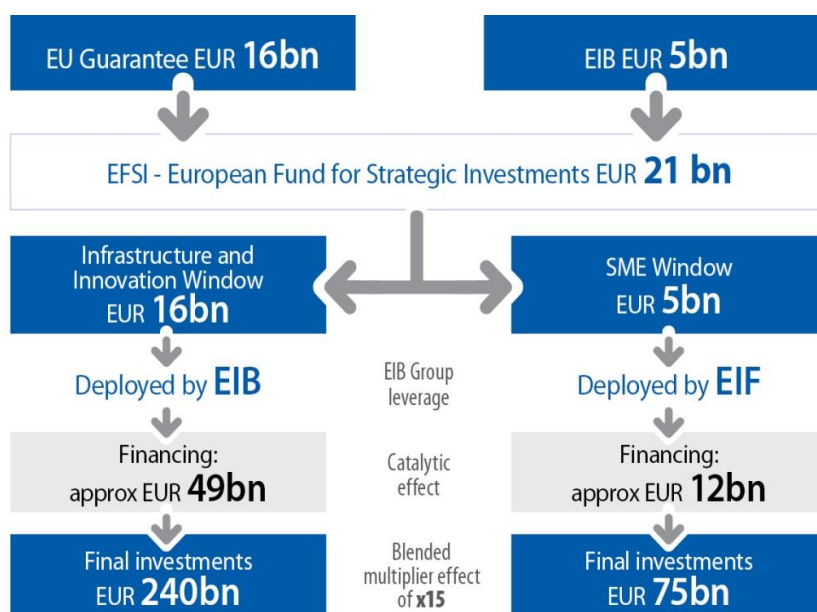 EU Guarantee EUR 16bn
EIB EUR 5bn
EFSI - European Fund for Strategic Investments EUR 21 bn
Infrastructure and
Innovation Window
EUR 16bn
SME Window
EUR 5bn
Deployed by EIB
EIB Group
leverage
Deployed by EIF
Financing:
approx EUR 49bn
Catalytic
effect
Financing:
approx EUR 12bn
Final investments
EUR 240bn
Blended
multiplier effect
of x15
Final investments
EUR 75bn